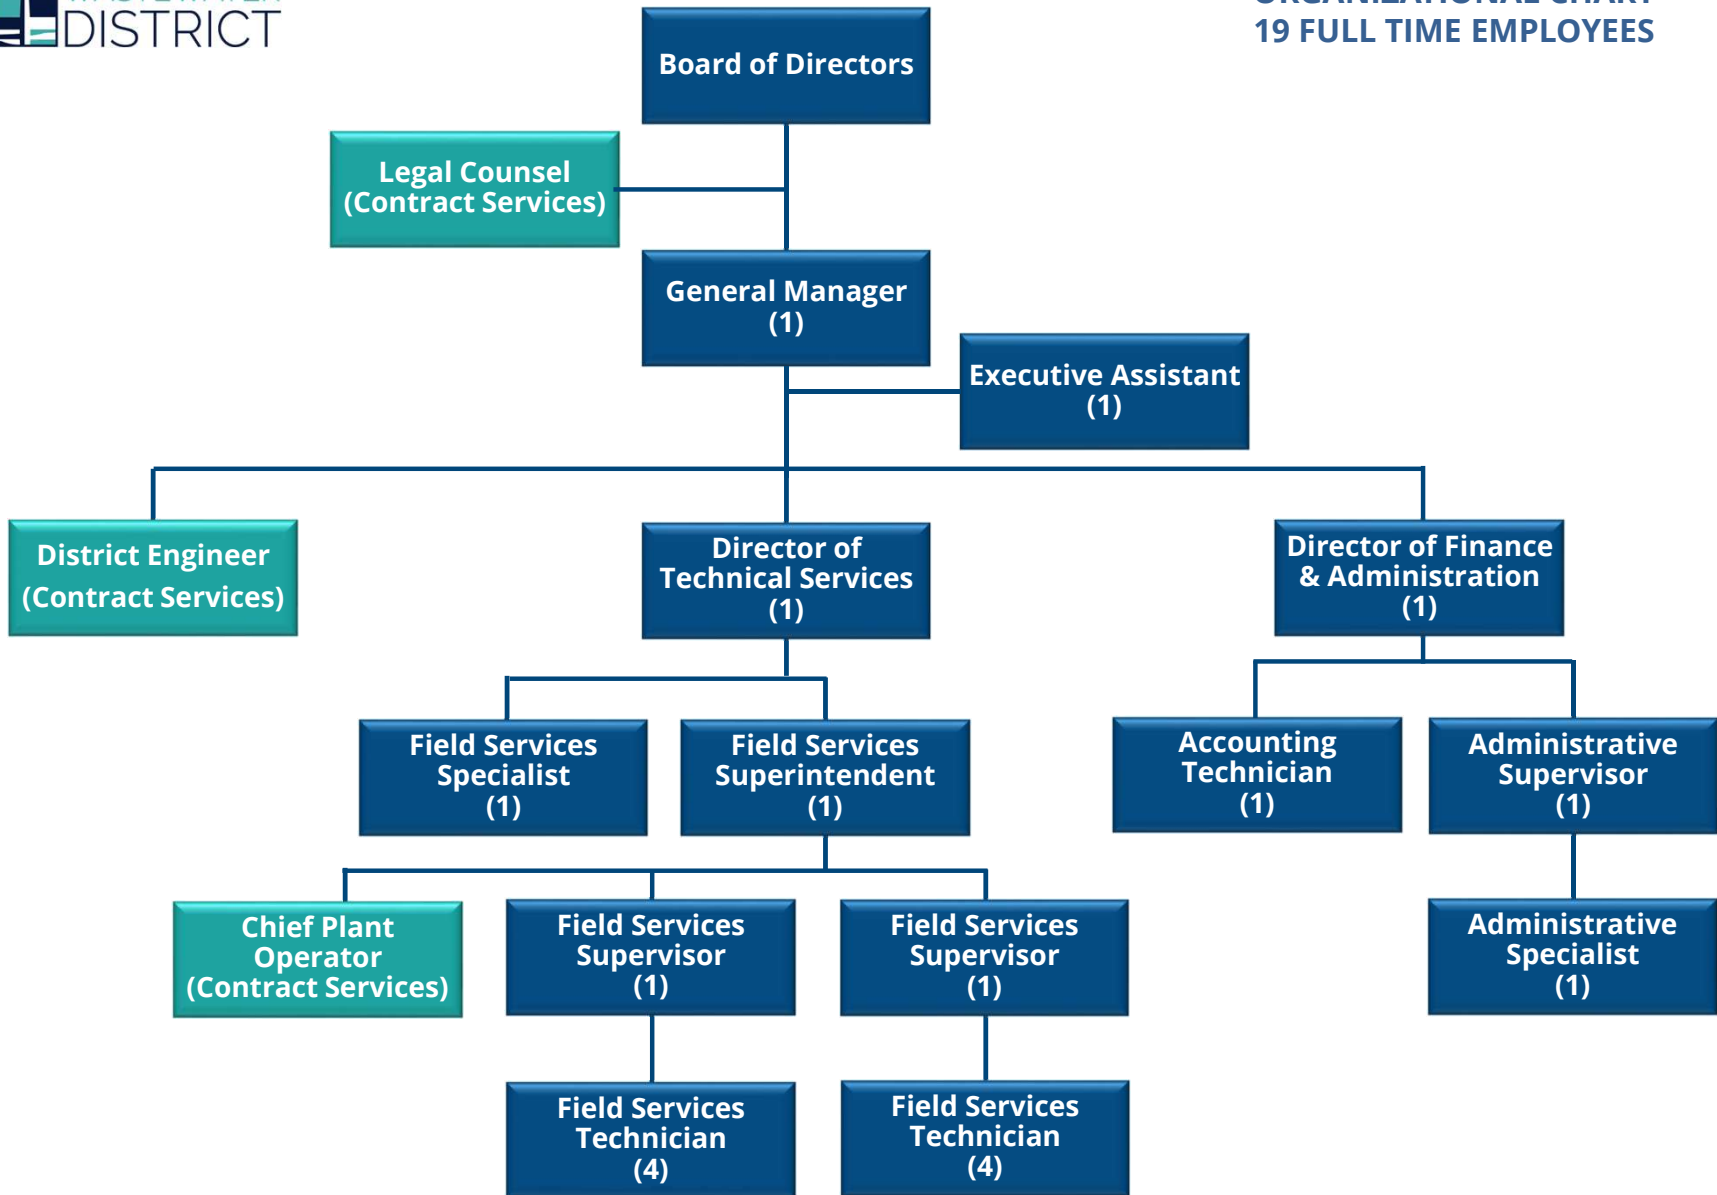 DISTRICT
19 FULL TIME EMPLOYEES
Board of Directors
Legal Counsel
(Contract Services)
General Manager
(1)
Executive Assistant
(1)
District Engineer
(Contract Services)
Director of
Technical Services
(1)
Director of Finance
& Administration
(1)
Field Services
Specialist
(1)
Field Services
Superintendent
(1)
Accounting
Technician
(1)
Administrative
Supervisor
(1)
Chief Plant
Operator
(Contract Services)
Field Services
Supervisor
(1)
Field Services
Supervisor
(1)
Administrative
Specialist
(1)
Field Services
Technician
(4)
Field Services
Technician
(4)